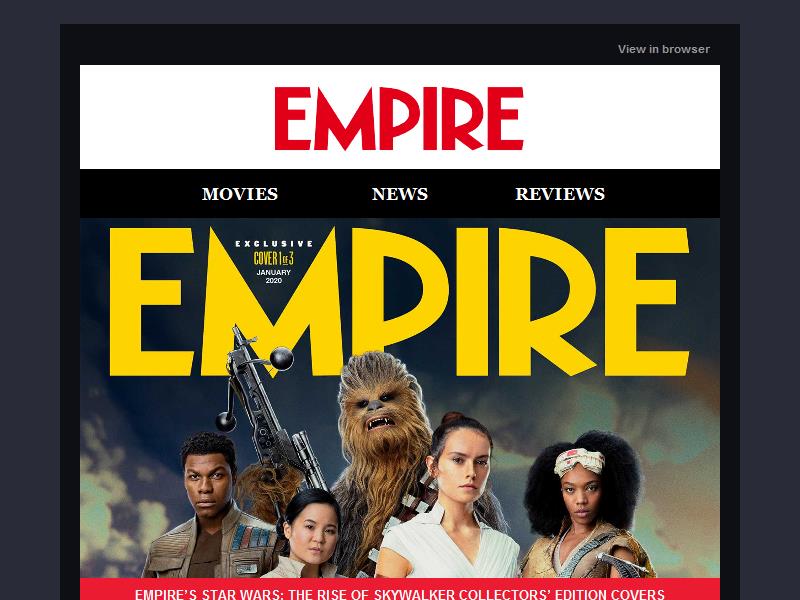 View in browser
EMPIRE
MOVIES NEWS REVIEWS
EMPIRE
EXCLUSIVE
COVER 1 OF 3
JANUARY
2020
EMPIRE'S STAR WARS: THE RISE OF SKYWALKER COLLECTORS' EDITION COVERS